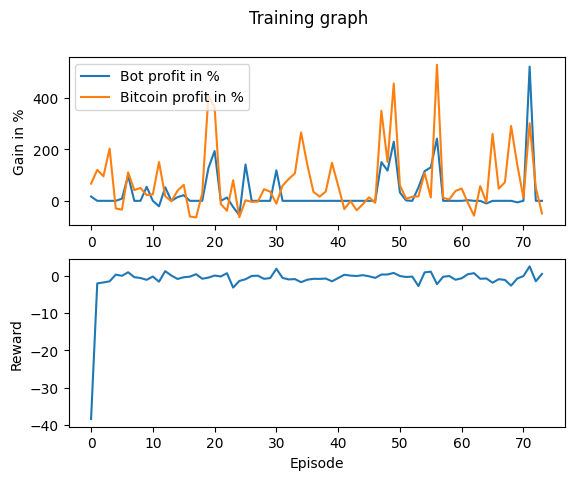 Training graph
Bot profit in %
Bitcoin profit in %
Gain in %
400
200
0
0 10 20 30 40 50 60 70
Reward
0
−10
−20
−30
−40
0 10 20 30 40 50 60 70
Episode